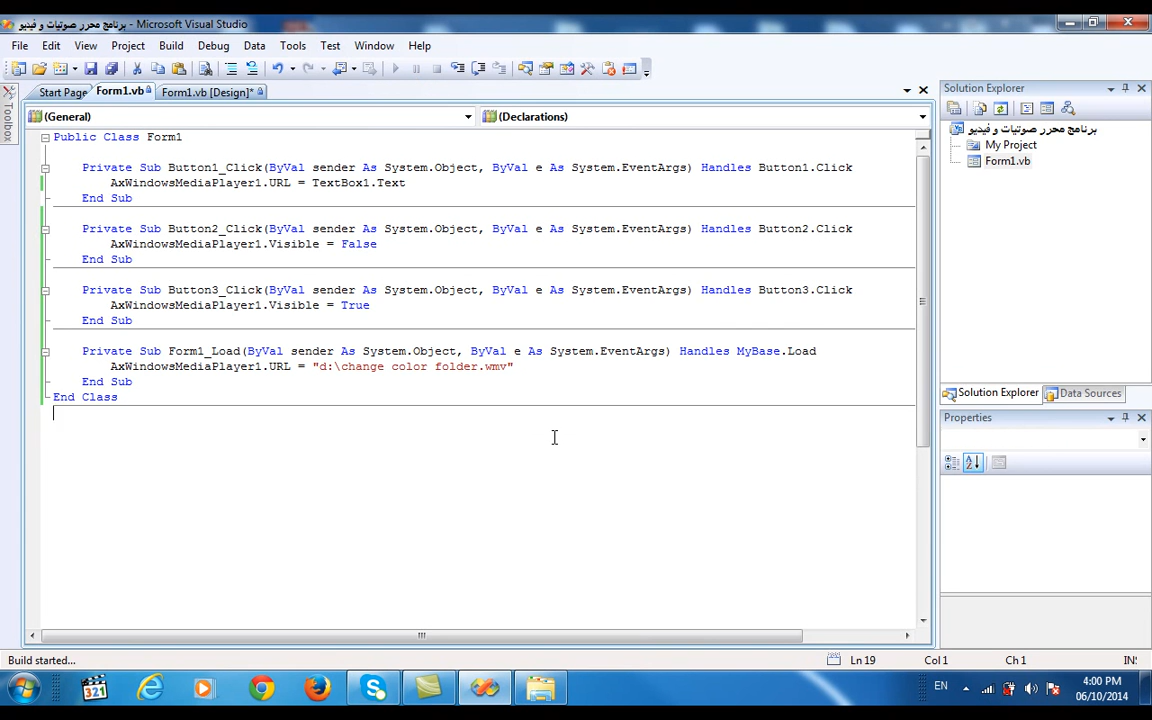 برنامج محرر صوتيات و فيديو - Microsoft Visual Studio
File Edit View Project Build Debug Data Tools Test Window Help
Toolbox
Start Page Form1.vb Form1.vb [Design]*
(General) (Declarations)
Public Class Form1
Private Sub Button1_Click(ByVal sender As System.Object, ByVal e As System.EventArgs) Handles Button1.Click
AxWindowsMediaPlayer1.URL = TextBox1.Text
End Sub
Private Sub Button2_Click(ByVal sender As System.Object, ByVal e As System.EventArgs) Handles Button2.Click
AxWindowsMediaPlayer1.Visible = False
End Sub
Private Sub Button3_Click(ByVal sender As System.Object, ByVal e As System.EventArgs) Handles Button3.Click
AxWindowsMediaPlayer1.Visible = True
End Sub
Private Sub Form1_Load(ByVal sender As System.Object, ByVal e As System.EventArgs) Handles MyBase.Load
AxWindowsMediaPlayer1.URL = "d:\change color folder.wmv"
End Sub
End Class
Solution Explorer
برنامج محرر صوتيات و فيديو
My Project
Form1.vb
Solution Explorer Data Sources
Properties
Build started... Ln 19 Col 1 Ch 1 INS
321 EN 4:00 PM
06/10/2014